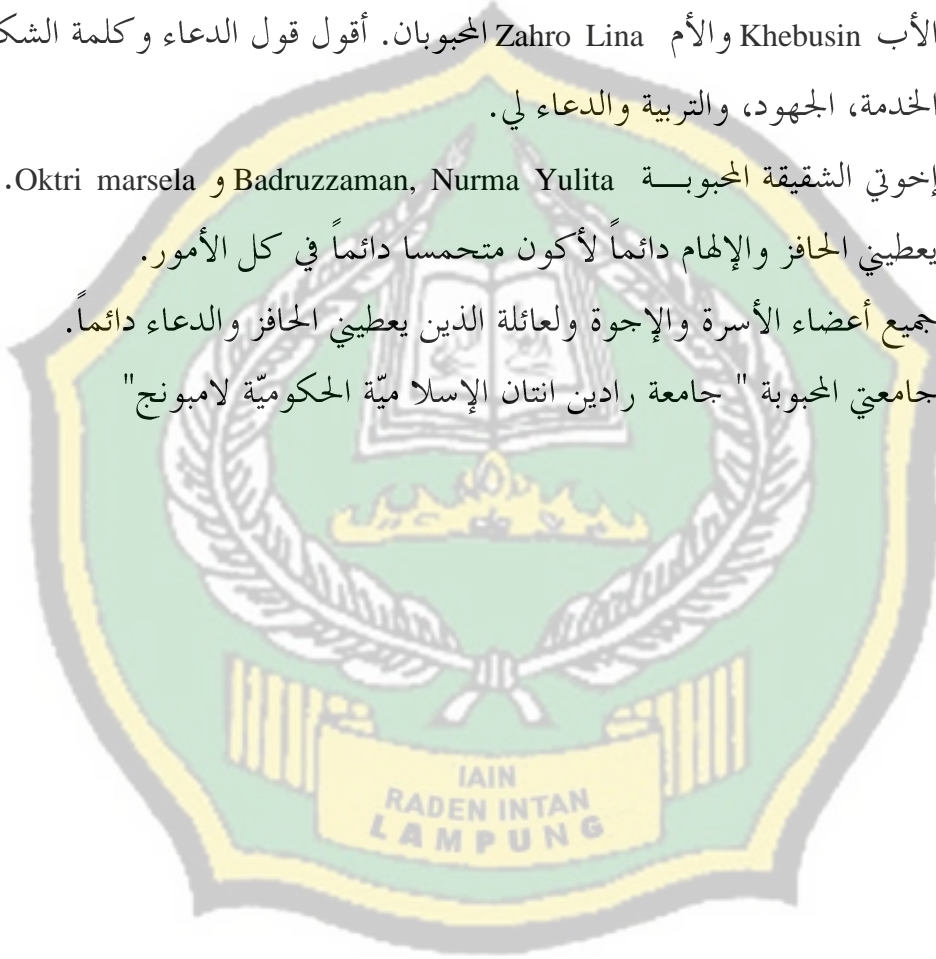 الأب Khebusin والأم Zahro Lina المحبوبان. أقول قول الدعاء وكلمة
الخدمة، الجهود، والتربية والدعاء لي.
إخوتي الشقيقة المحبوبـــة Badruzzaman, Nurma Yulita و Oktri marsela.
يعطيني الحافز والإلهام دائماً لأكون متحمسا دائماً في كل الأمور.
جميع أعضاء الأسرة والإجوة ولعائلة الذين يعطيني الحافز والدعاء دائماً.
جامعتي المحبوبة " جامعة رادين انتان الإسلا ميّة الحكوميّة لامبونج"
IAIN
RADEN INTAN
LAMPUNG